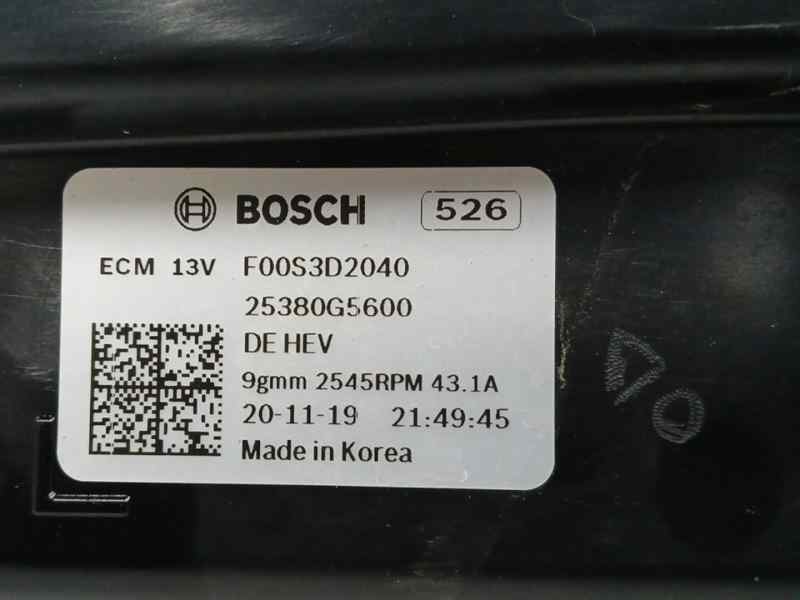 BOSCH 526
ECM 13V F00S3D2040
25380G5600
DE HEV
9gmm 2545RPM 43.1A
20-11-19 21:49:45
Made in Korea